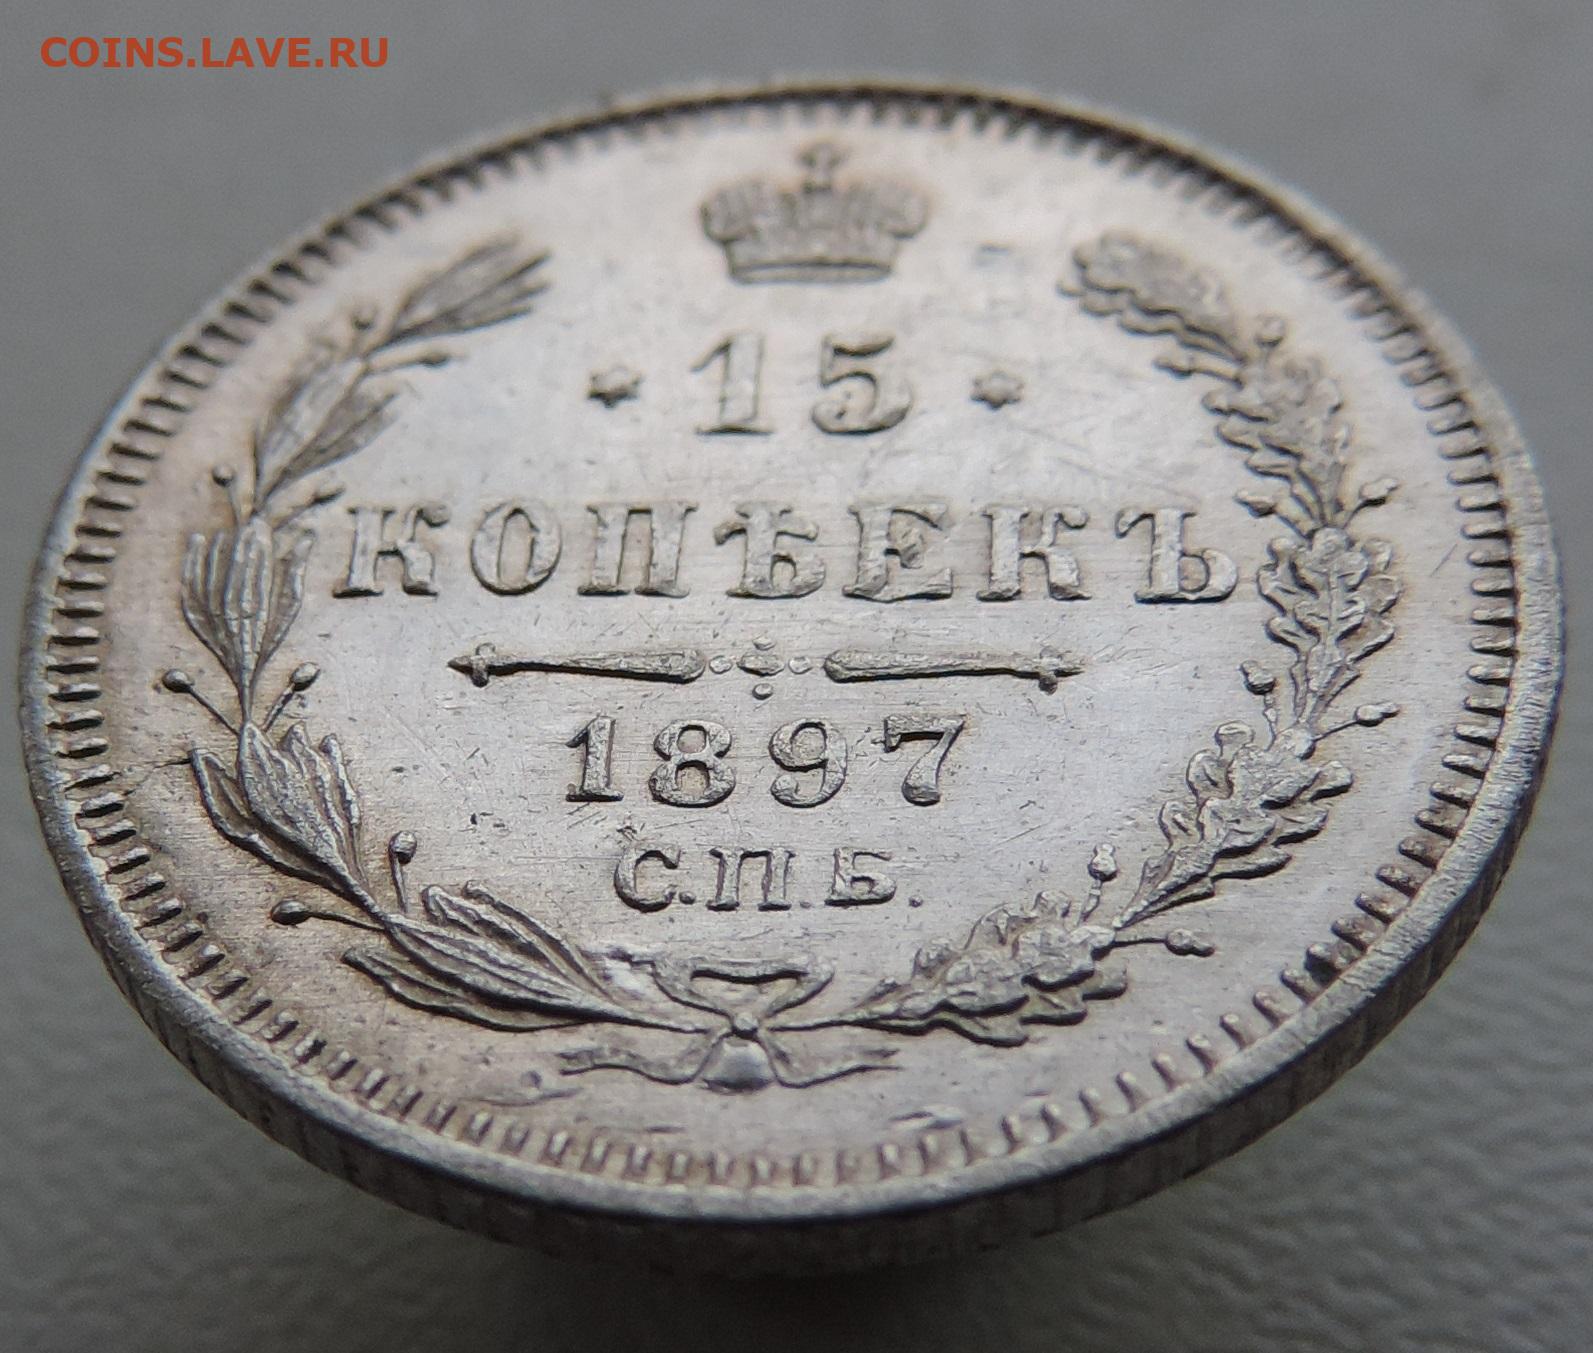 COINS.LAVE.RU
* 15 *
КОПѢЕКЪ
1897
С.П.Б.